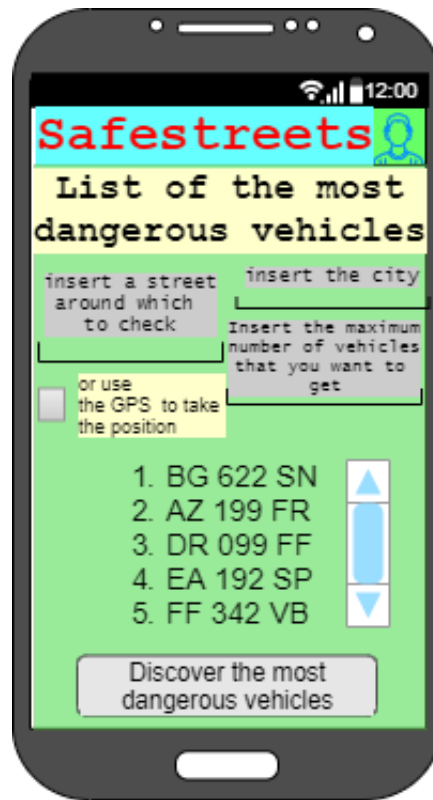 12:00
Safestreets
List of the most
dangerous vehicles
insert a street
around which
to check
insert the city
Insert the maximum
number of vehicles
that you want to
get
or use
the GPS to take
the position
1. BG 622 SN
2. AZ 199 FR
3. DR 099 FF
4. EA 192 SP
5. FF 342 VB
Discover the most
dangerous vehicles